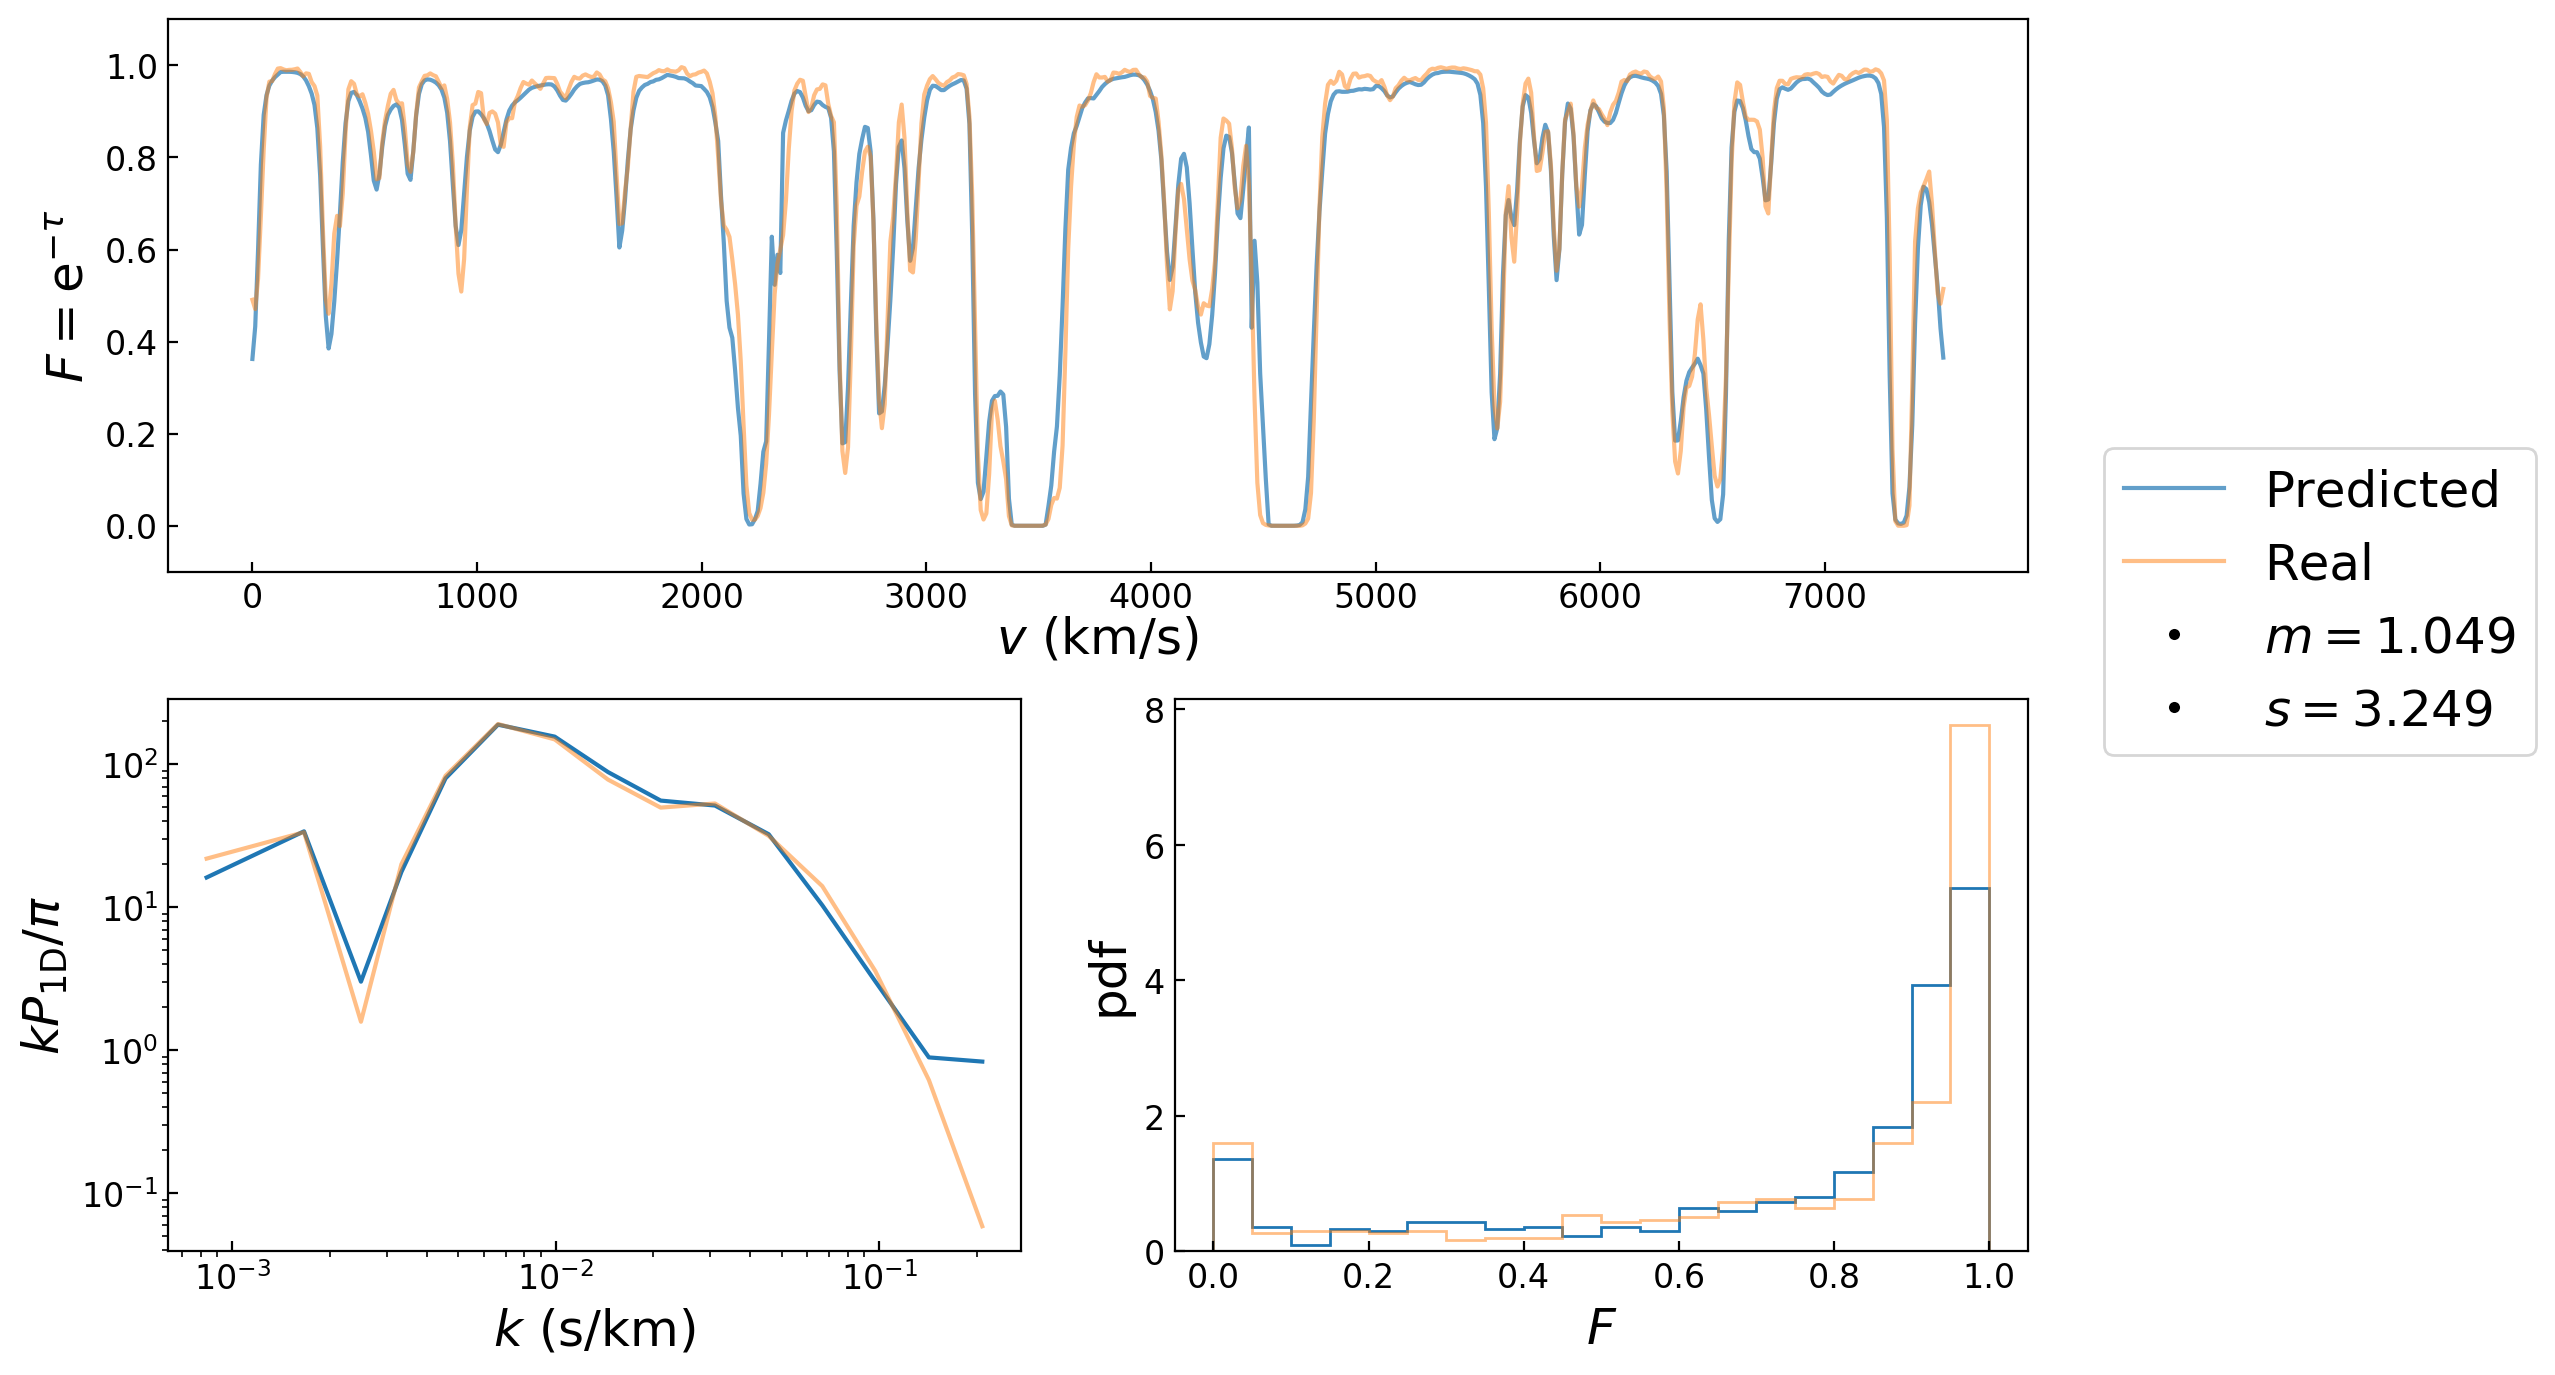 F = e^{−τ}
1.0
0.8
0.6
0.4
0.2
0.0
0 1000 2000 3000 4000 5000 6000 7000
v (km/s)
Predicted
Real
m = 1.049
s = 3.249
kP_{1D}/π
10^2
10^1
10^0
10^{−1}
10^{−3} 10^{−2} 10^{−1}
k (s/km)
pdf
8
6
4
2
0
0.0 0.2 0.4 0.6 0.8 1.0
F